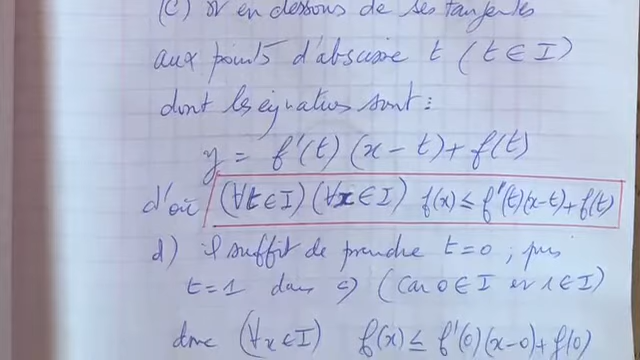 (C) est en dessous de ses tangentes
aux points d'abscisse t (t ∈ I)
dont les équations sont :
y = f'(t) (x - t) + f(t)
d'où (∀t ∈ I) (∀x ∈ I) f(x) ≤ f'(t)(x-t) + f(t)
d) il suffit de prendre t = 0 ; puis
t = 1 dans c) (car 0 ∈ I et 1 ∈ I)
donc (∀x ∈ I) f(x) ≤ f'(0)(x-0) + f(0)